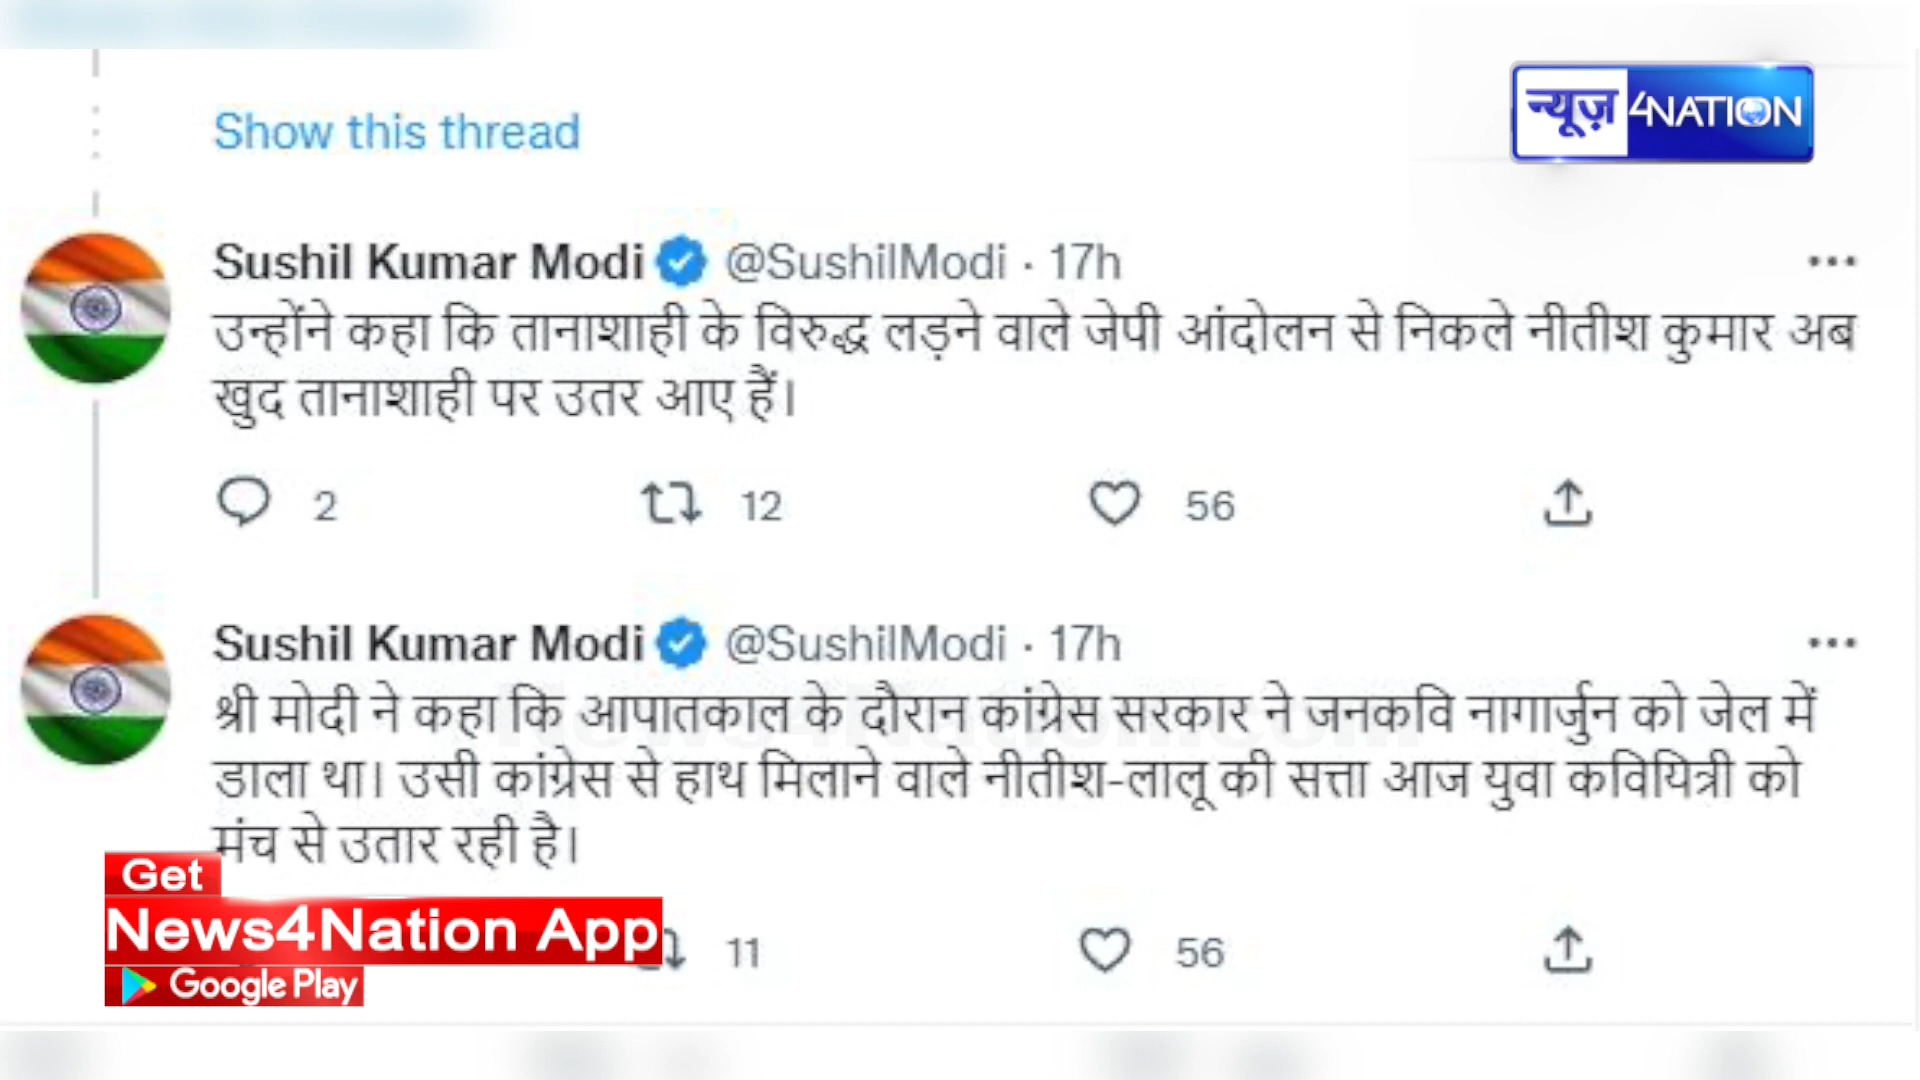 Show this thread
न्यूज़ 4NATION
Sushil Kumar Modi @SushilModi · 17h
उन्होंने कहा कि तानाशाही के विरुद्ध लड़ने वाले जेपी आंदोलन से निकले नीतीश कुमार अब
खुद तानाशाही पर उतर आए हैं।
2 12 56
Sushil Kumar Modi @SushilModi · 17h
श्री मोदी ने कहा कि आपातकाल के दौरान कांग्रेस सरकार ने जनकवि नागार्जुन को जेल में
डाला था। उसी कांग्रेस से हाथ मिलाने वाले नीतीश-लालू की सत्ता आज युवा कवियित्री को
मंच से उतार रही है।
Get
News4Nation App
11 56
Google Play
News4Nation.com